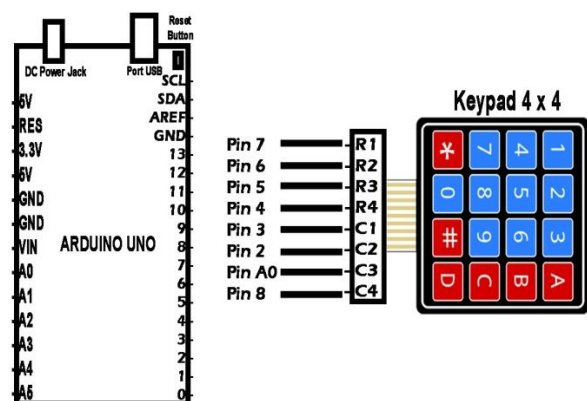 Reset
Button
DC Power Jack
Port USB
SCL
SDA
AREF
GND
13
12
11
10
9
8
7
6
5
4
3
2
1
0
5V
RES
3.3V
5V
GND
GND
VIN
A0
A1
A2
A3
A4
A5
ARDUINO UNO
Pin 7
Pin 6
Pin 5
Pin 4
Pin 3
Pin 2
Pin A0
Pin 8
R1
R2
R3
R4
C1
C2
C3
C4
Keypad 4 x 4
* 7 4 1
0 8 5 2
# 9 6 3
D C B A